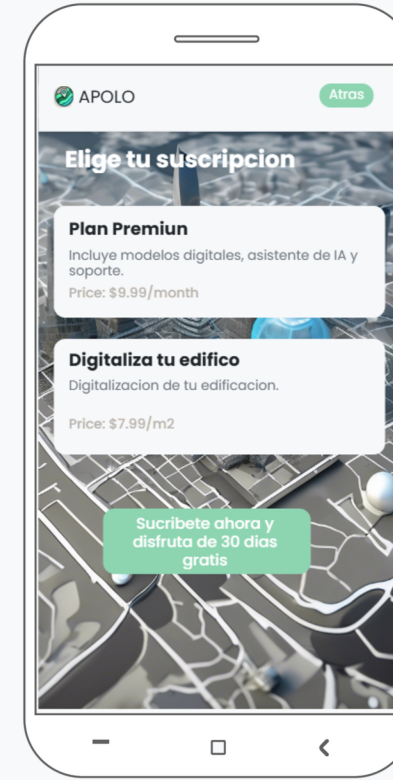 APOLO
Atras
Elige tu suscripcion
Plan Premiun
Incluye modelos digitales, asistente de IA y
soporte.
Price: $9.99/month
Digitaliza tu edifico
Digitalizacion de tu edificacion.
Price: $7.99/m2
Sucribete ahora y
disfruta de 30 dias
gratis